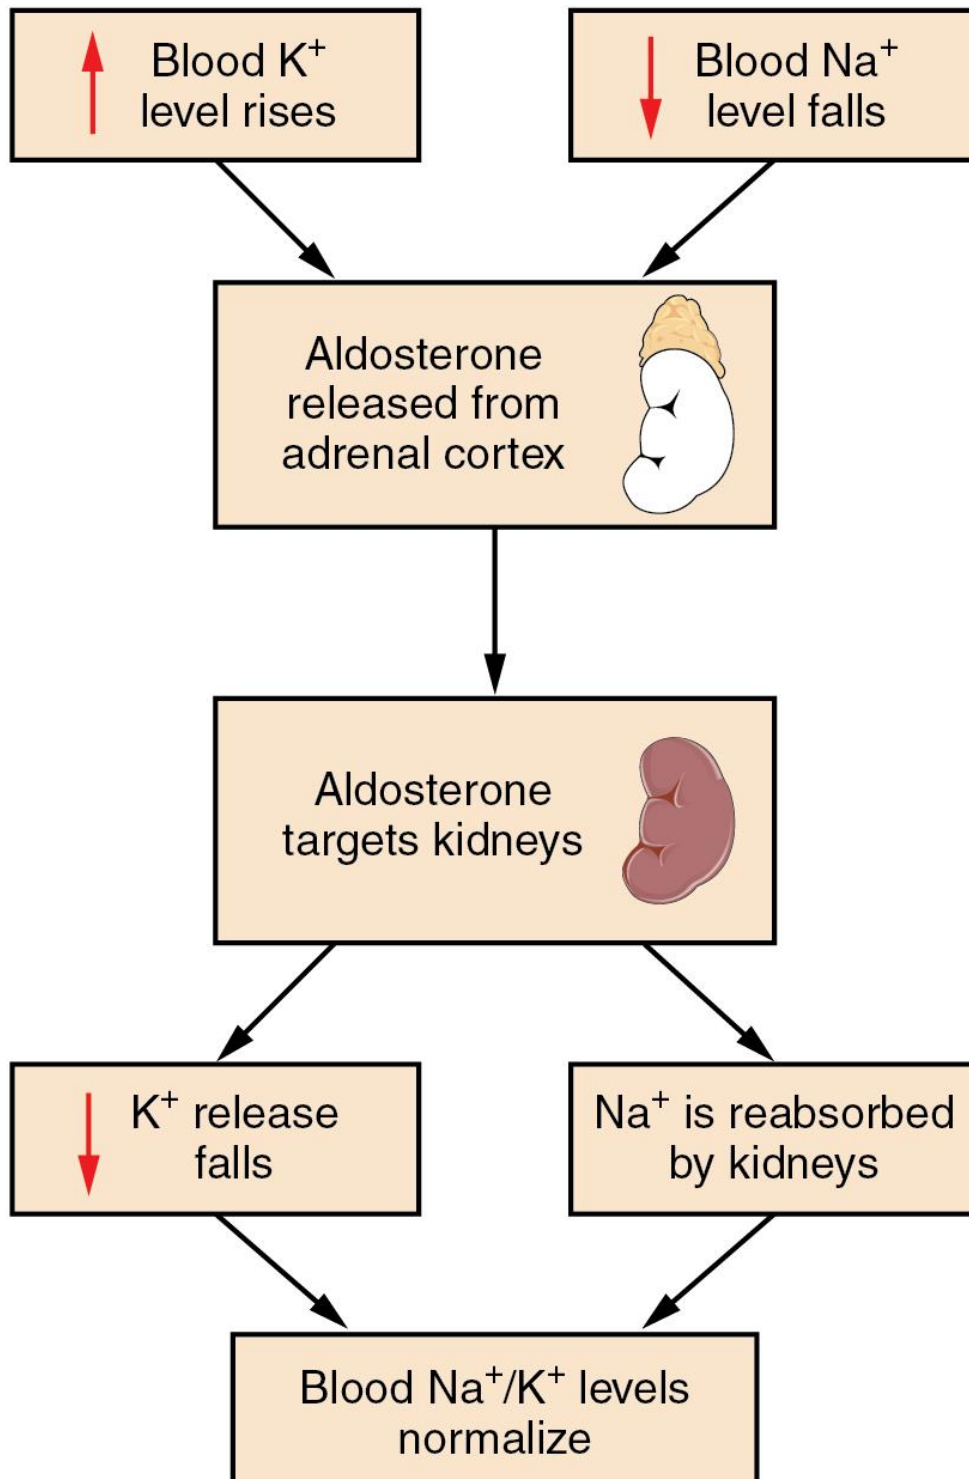 Blood K⁺
level rises
Blood Na⁺
level falls
Aldosterone
released from
adrenal cortex
Aldosterone
targets kidneys
K⁺ release
falls
Na⁺ is reabsorbed
by kidneys
Blood Na⁺/K⁺ levels
normalize